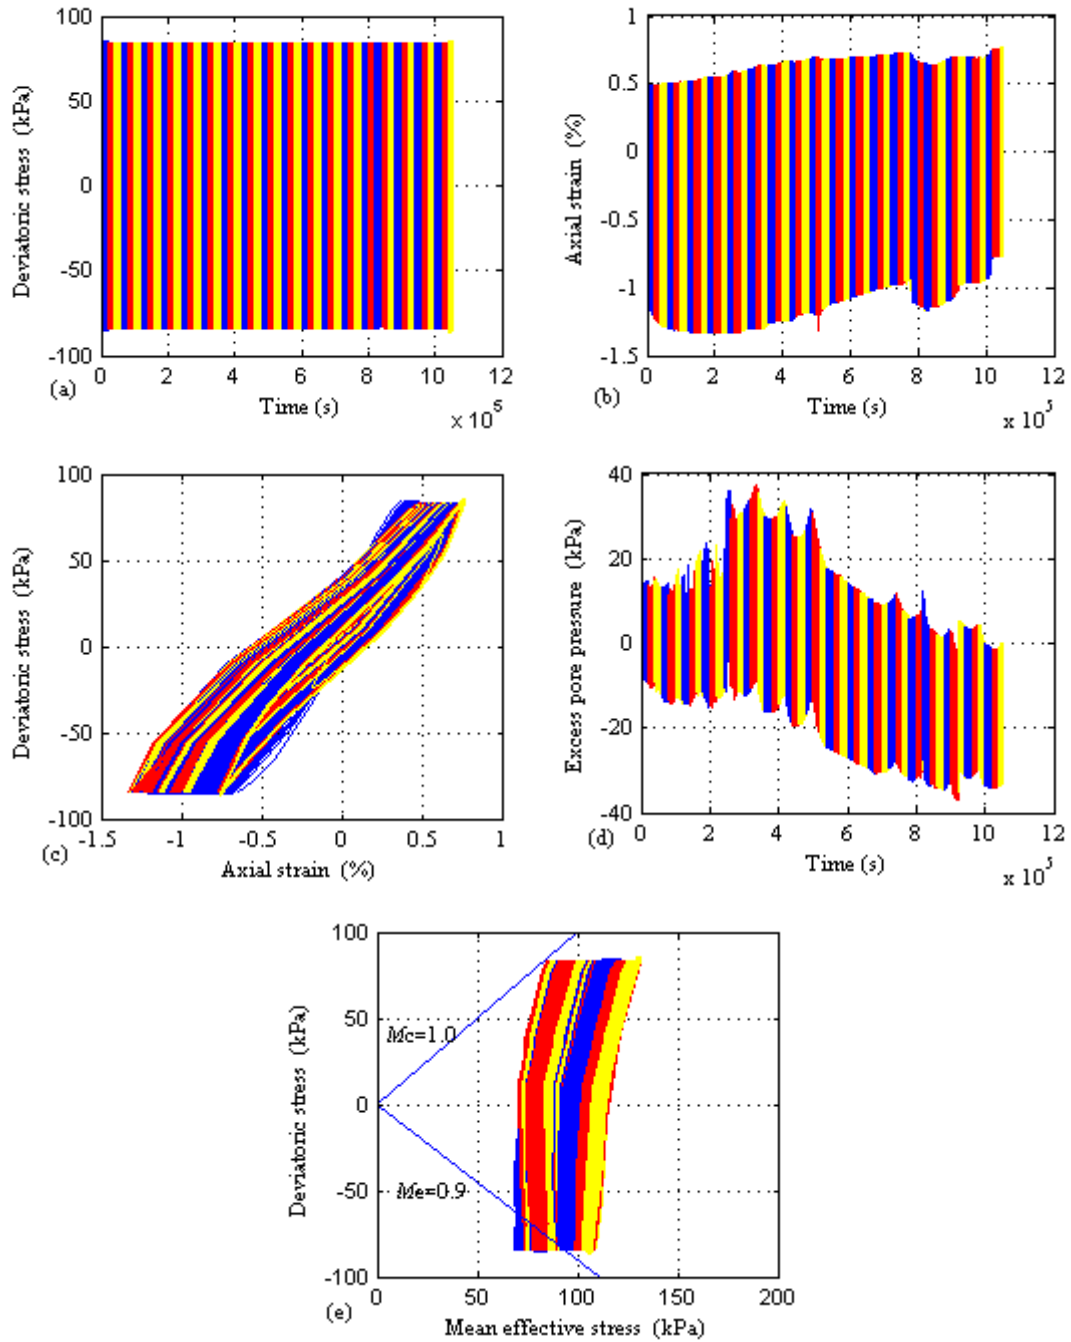 100
50
0
-50
-100
Deviatoric stress (kPa)
0 2 4 6 8 10 12
Time (s)
x 10^5
(a)
1
0.5
0
-0.5
-1
-1.5
Axial strain (%)
0 2 4 6 8 10 12
Time (s)
x 10^5
(b)
100
50
0
-50
-100
Deviatoric stress (kPa)
-1.5 -1 -0.5 0 0.5 1
Axial strain (%)
(c)
40
20
0
-20
-40
Excess pore pressure (kPa)
0 2 4 6 8 10 12
Time (s)
x 10^5
(d)
100
50
0
-50
-100
Deviatoric stress (kPa)
Mc=1.0
Me=0.9
0 50 100 150 200
Mean effective stress (kPa)
(e)